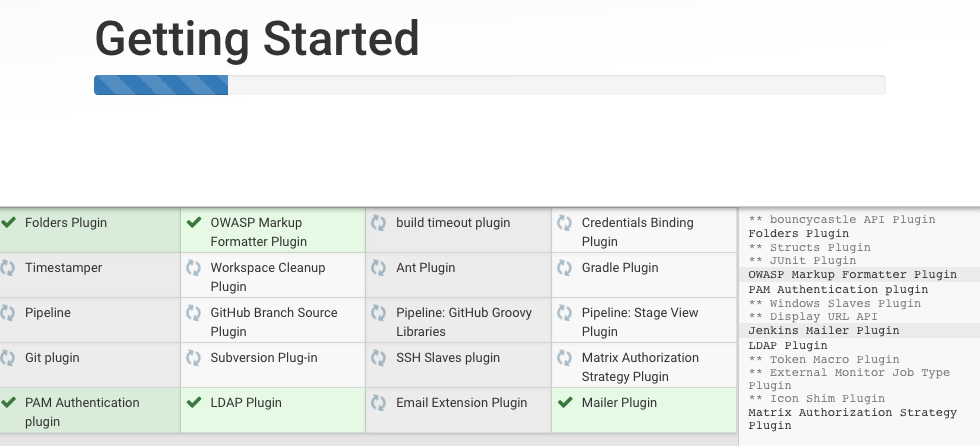 Getting Started
Folders Plugin
OWASP Markup
Formatter Plugin
build timeout plugin
Credentials Binding
Plugin
Timestamper
Workspace Cleanup
Plugin
Ant Plugin
Gradle Plugin
Pipeline
GitHub Branch Source
Plugin
Pipeline: GitHub Groovy
Libraries
Pipeline: Stage View
Plugin
Git plugin
Subversion Plug-in
SSH Slaves plugin
Matrix Authorization
Strategy Plugin
PAM Authentication
plugin
LDAP Plugin
Email Extension Plugin
Mailer Plugin
** bouncycastle API Plugin
Folders Plugin
** Structs Plugin
** JUnit Plugin
OWASP Markup Formatter Plugin
PAM Authentication plugin
** Windows Slaves Plugin
** Display URL API
Jenkins Mailer Plugin
LDAP Plugin
** Token Macro Plugin
** External Monitor Job Type
Plugin
** Icon Shim Plugin
Matrix Authorization Strategy
Plugin